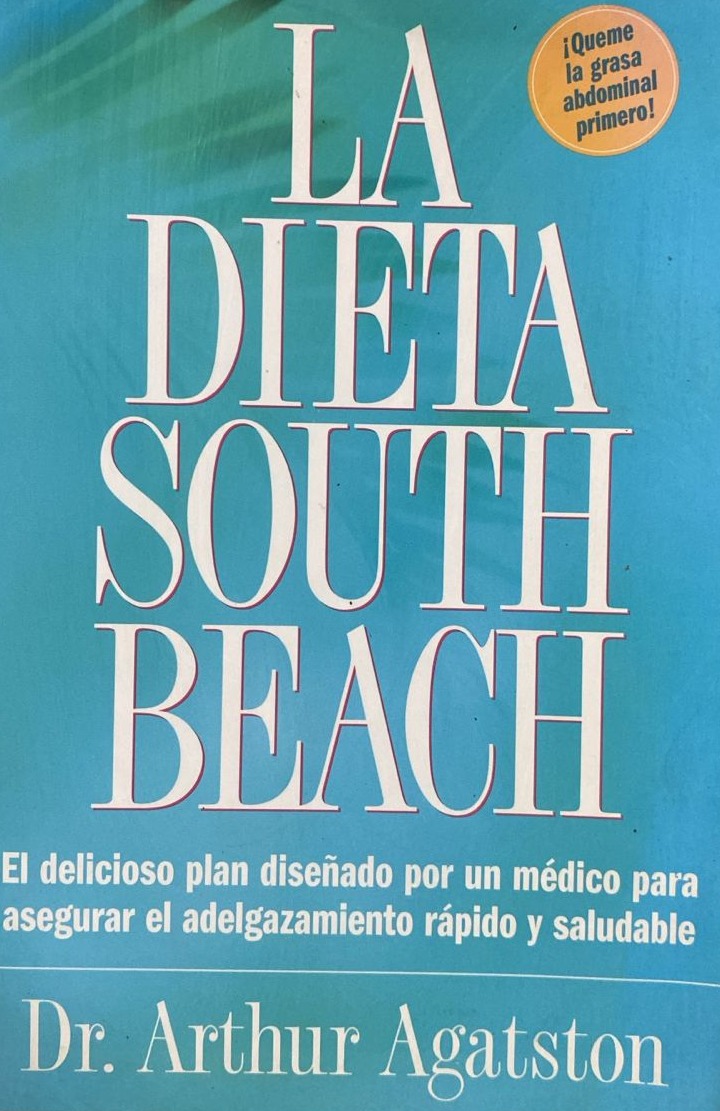 ¡Queme
la grasa
abdominal
primero!
LA
DIETA
SOUTH
BEACH
El delicioso plan diseñado por un médico para
asegurar el adelgazamiento rápido y saludable
Dr. Arthur Agatston